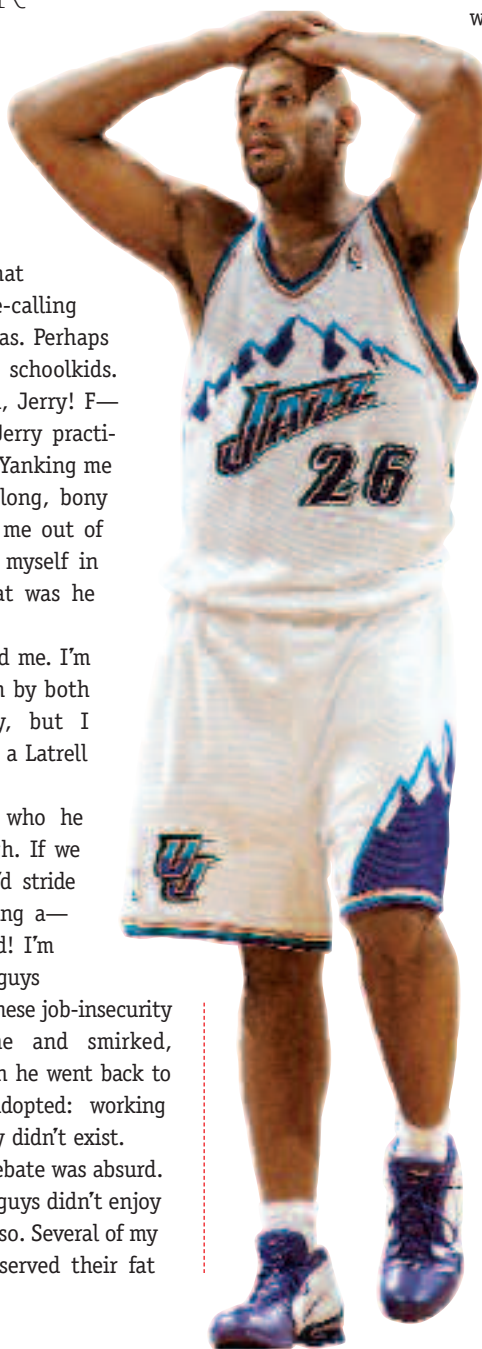 w
hat
e-calling
as. Perhaps
schoolkids.
, Jerry! F—
Jerry practi-
Yanking me
long, bony
me out of
myself in
at was he
d me. I'm
n by both
y, but I
a Latrell
who he
h. If we
'd stride
ing a—
d! I'm
guys
hese job-insecurity
ne and smirked,
n he went back to
dopted: working
y didn't exist.
ebate was absurd.
guys didn't enjoy
so. Several of my
served their fat
JAZZ
26
UJ